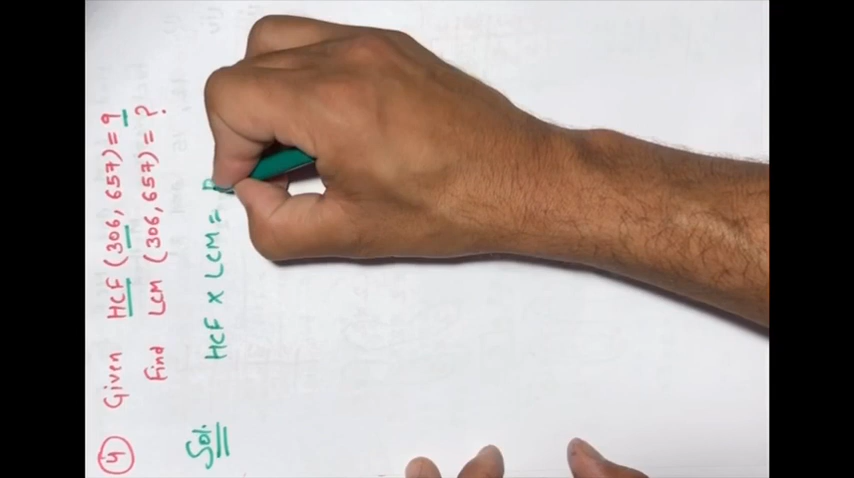 4 Given HCF (306, 657) = 9
Find LCM (306, 657) = ?
Sol. HCF x LCM =